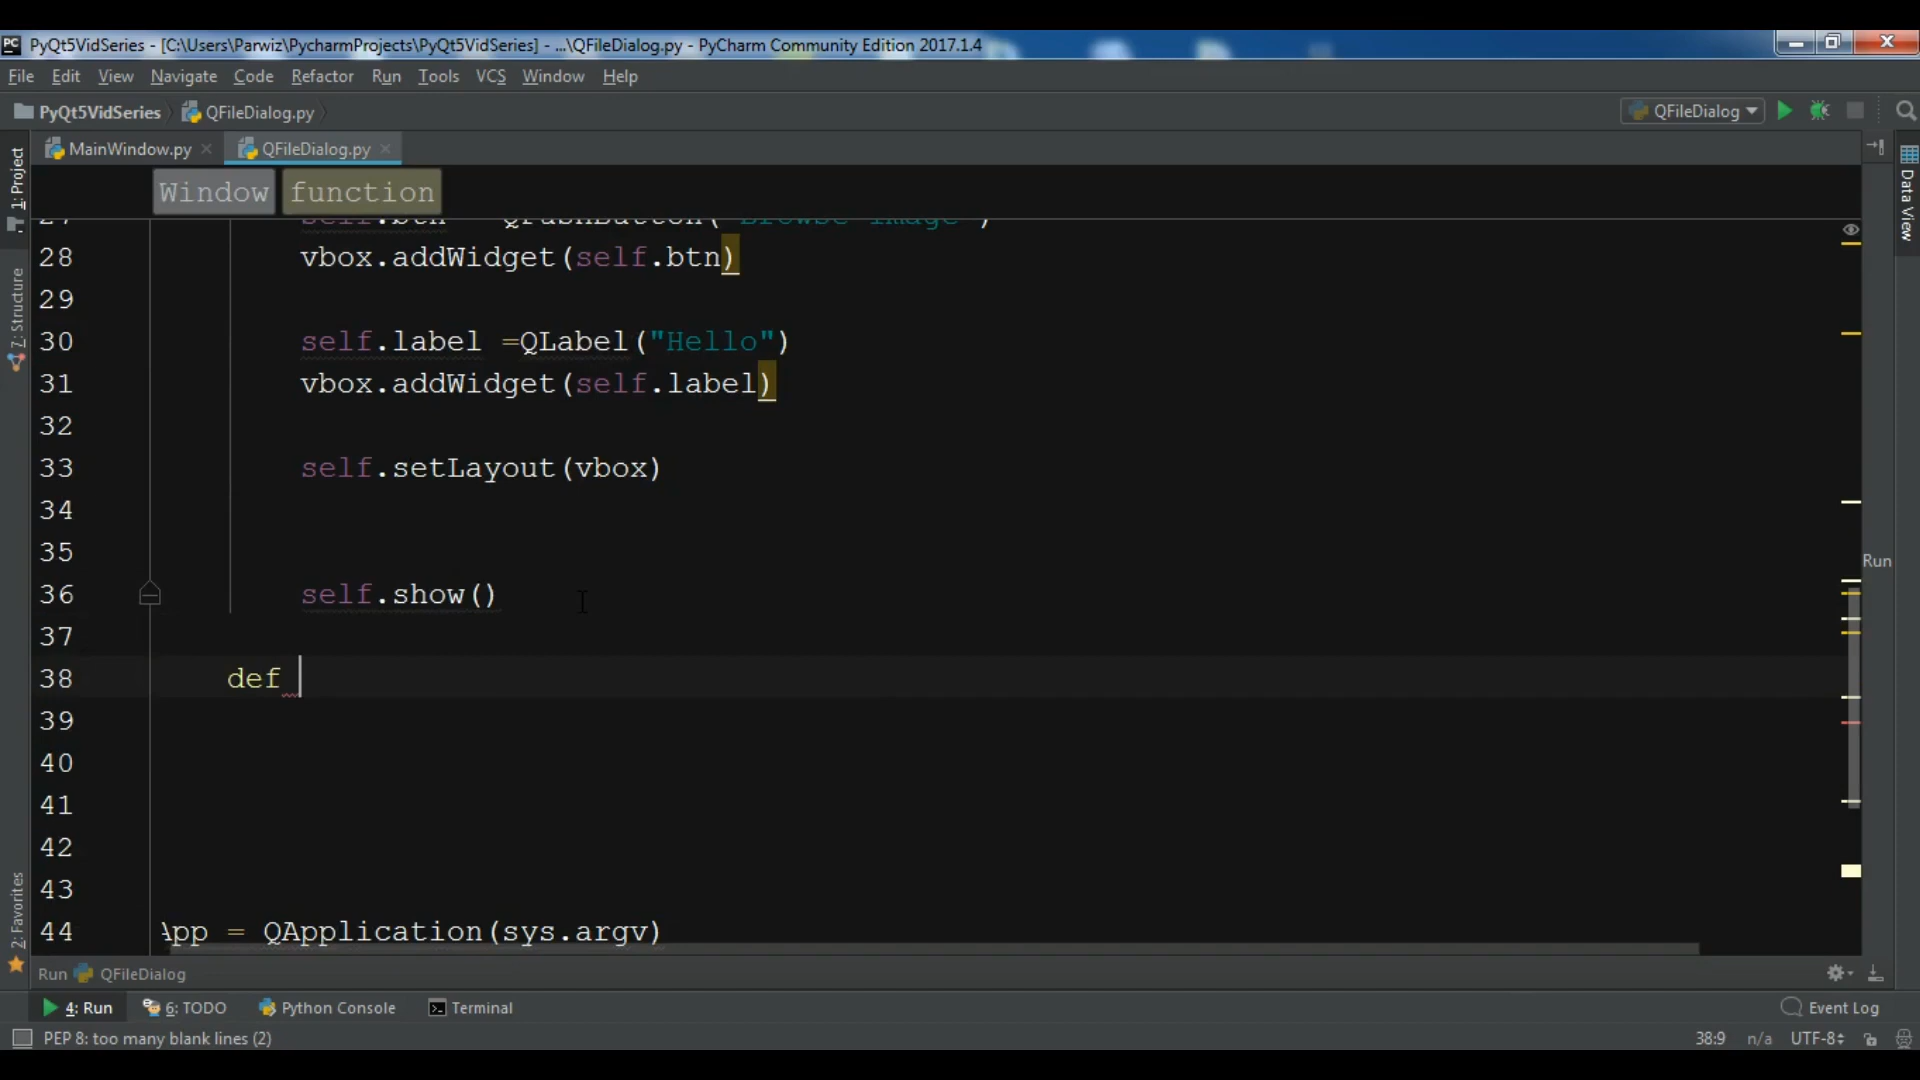 PyQt5VidSeries - [C:\Users\Parwiz\PycharmProjects\PyQt5VidSeries] - ...\QFileDialog.py - PyCharm Community Edition 2017.1.4
File Edit View Navigate Code Refactor Run Tools VCS Window Help
PyQt5VidSeries QFileDialog.py QFileDialog
MainWindow.py QFileDialog.py
Window function
1: Project
7: Structure
2: Favorites
Data View
Run
28 vbox.addWidget(self.btn)
29
30 self.label =QLabel("Hello")
31 vbox.addWidget(self.label)
32
33 self.setLayout(vbox)
34
35
36 self.show()
37
38 def
39
40
41
42
43
44 App = QApplication(sys.argv)
Run QFileDialog
4: Run 6: TODO Python Console Terminal Event Log
PEP 8: too many blank lines (2) 38:9 n/a UTF-8